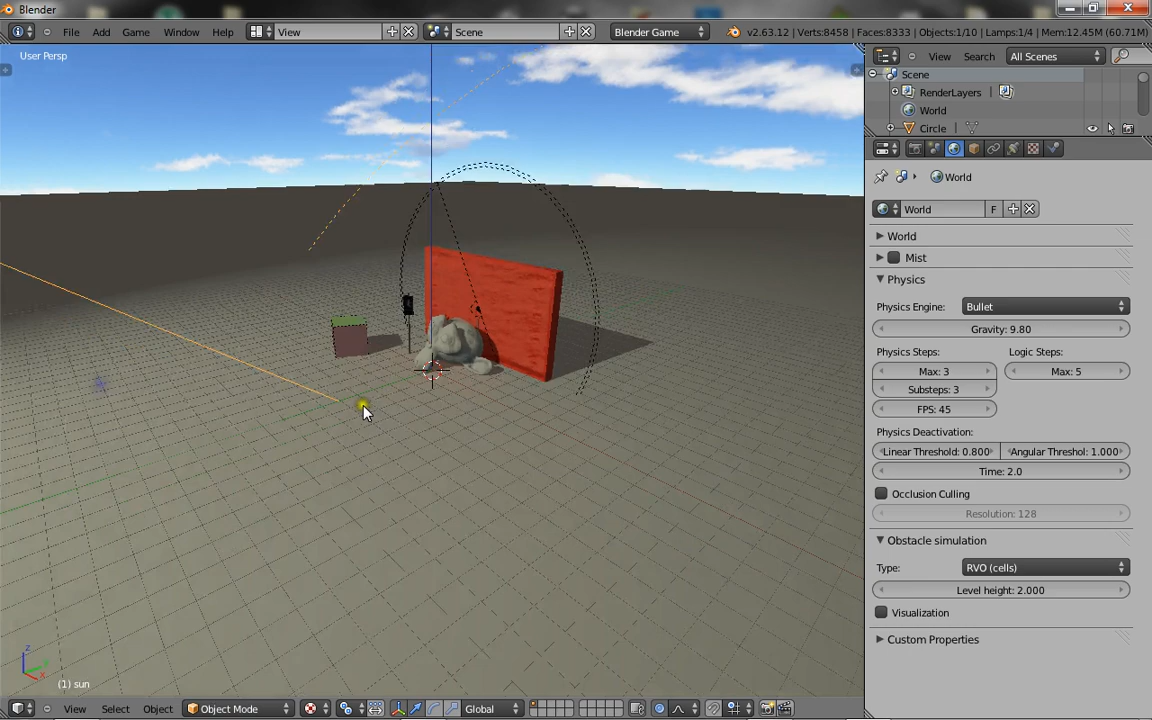 Blender
File Add Game Window Help View Scene Blender Game v2.63.12 | Verts:8458 | Faces:8333 | Objects:1/10 | Lamps:1/4 | Mem:12.45M (60.71M)
User Persp
View Search All Scenes
Scene
RenderLayers
World
Circle
World
World F
World
Mist
Physics
Physics Engine: Bullet
Gravity: 9.80
Physics Steps: Logic Steps:
Max: 3 Max: 5
Substeps: 3
FPS: 45
Physics Deactivation:
Linear Threshold: 0.800 Angular Threshol: 1.000
Time: 2.0
Occlusion Culling
Resolution: 128
Obstacle simulation
Type: RVO (cells)
Level height: 2.000
Visualization
Custom Properties
z
y
x
(1) sun
View Select Object Object Mode Global